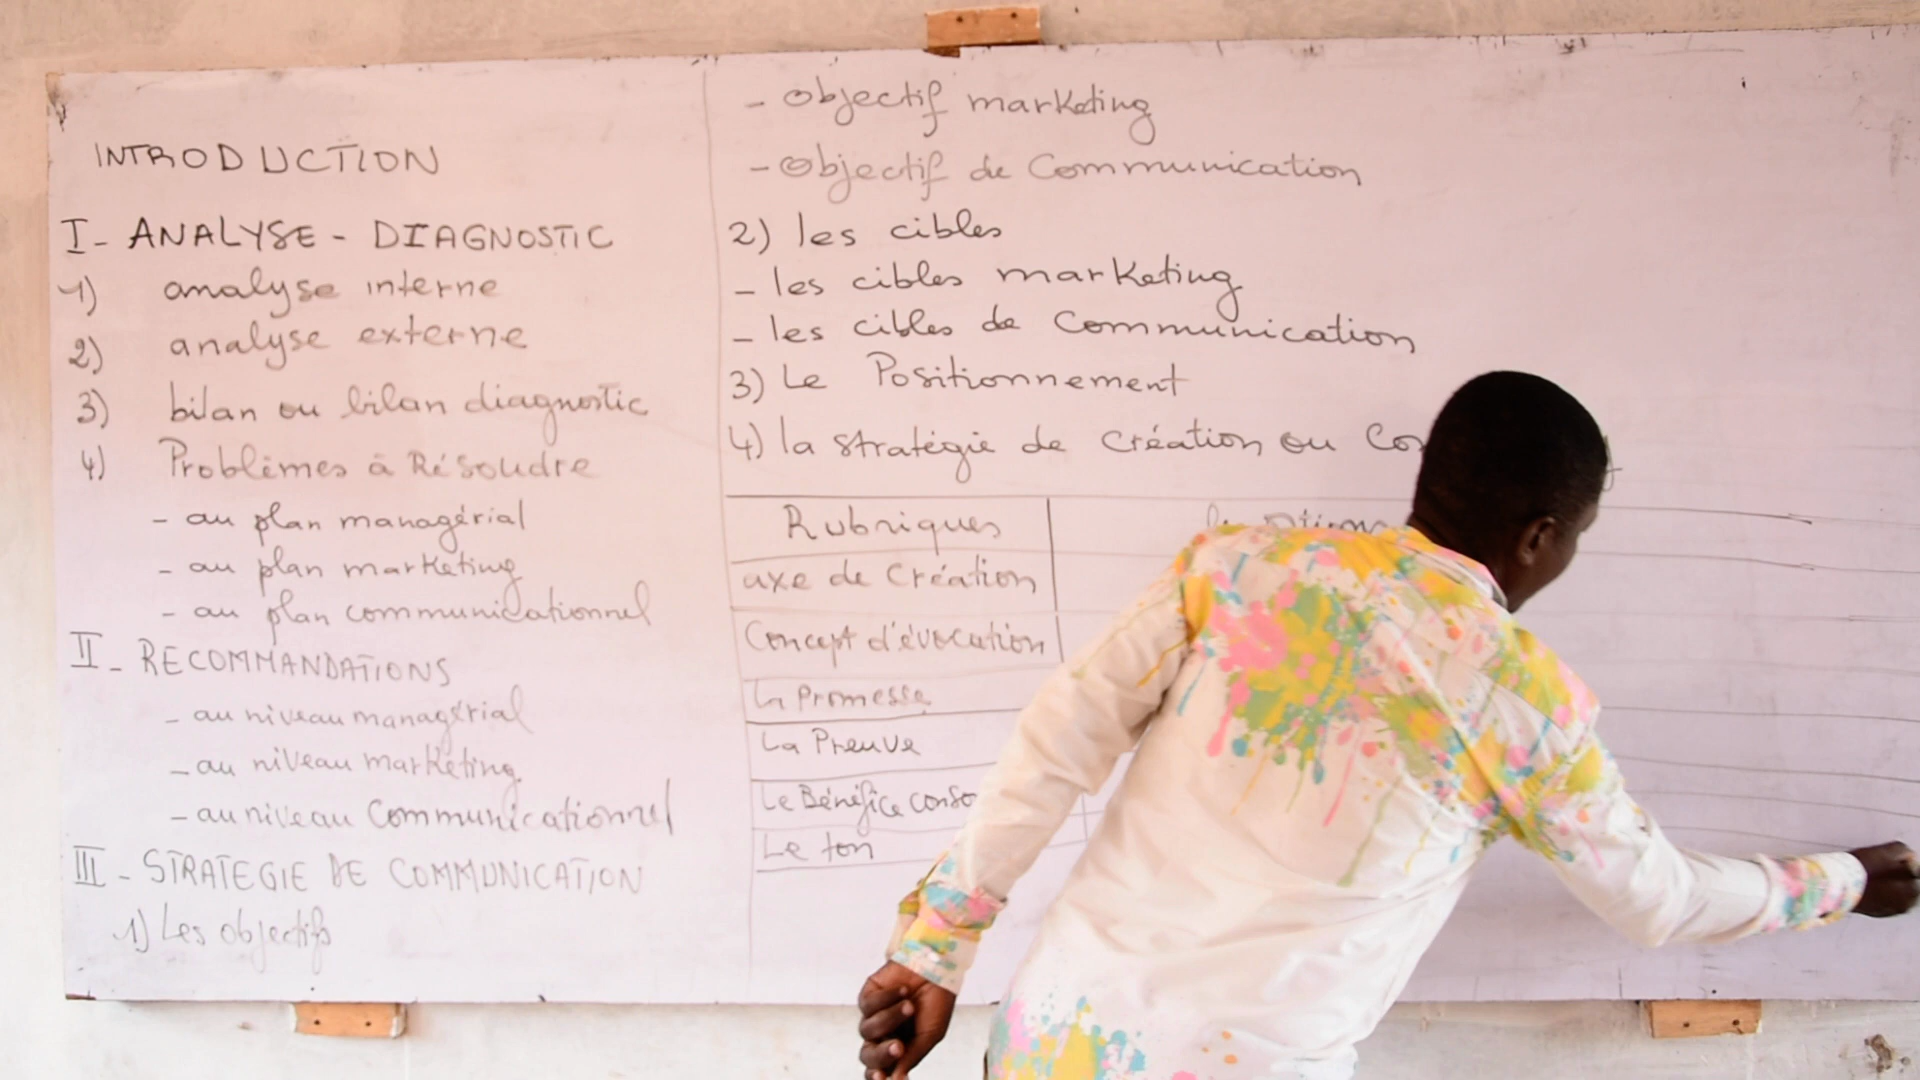 INTRODUCTION
I - ANALYSE - DIAGNOSTIC
1) analyse interne
2) analyse externe
3) bilan ou bilan diagnostic
4) Problèmes à Résoudre
- au plan managérial
- au plan marketing
- au plan communicationnel
II - RECOMMANDATIONS
- au niveau managérial
- au niveau marketing
- au niveau Communicationnel
III - STRATEGIE DE COMMUNICATION
1) Les objectifs
- Objectif marketing
- Objectif de Communication
2) les cibles
- les cibles marketing
- les cibles de Communication
3) Le Positionnement
4) la stratégie de Création ou
Rubriques
axe de Création
Concept d'évocation
La Promesse
La Preuve
Le Bénéfice
Le ton